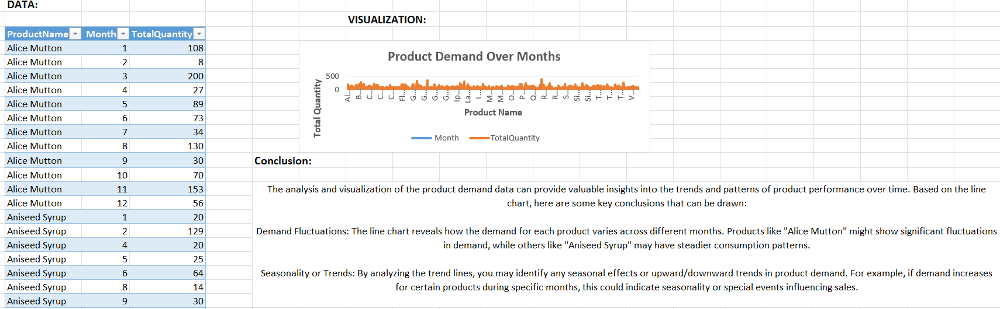 DATA:
VISUALIZATION:
ProductName Month TotalQuantity
Alice Mutton 1 108
Alice Mutton 2 8
Alice Mutton 3 200
Alice Mutton 4 27
Alice Mutton 5 89
Alice Mutton 6 73
Alice Mutton 7 34
Alice Mutton 8 130
Alice Mutton 9 30
Alice Mutton 10 70
Alice Mutton 11 153
Alice Mutton 12 56
Aniseed Syrup 1 20
Aniseed Syrup 2 129
Aniseed Syrup 4 20
Aniseed Syrup 5 25
Aniseed Syrup 6 64
Aniseed Syrup 8 14
Aniseed Syrup 9 30
Product Demand Over Months
Total Quantity
500
0
Al... B... C... C... C... Fl... G... G... G... G... Ip... La... L... M... M... O... P... Q... R... R... S... Si... Si... T... T... T... V...
Product Name
Month TotalQuantity
Conclusion:
The analysis and visualization of the product demand data can provide valuable insights into the trends and patterns of product performance over time. Based on the line
chart, here are some key conclusions that can be drawn:
Demand Fluctuations: The line chart reveals how the demand for each product varies across different months. Products like "Alice Mutton" might show significant fluctuations
in demand, while others like "Aniseed Syrup" may have steadier consumption patterns.
Seasonality or Trends: By analyzing the trend lines, you may identify any seasonal effects or upward/downward trends in product demand. For example, if demand increases
for certain products during specific months, this could indicate seasonality or special events influencing sales.